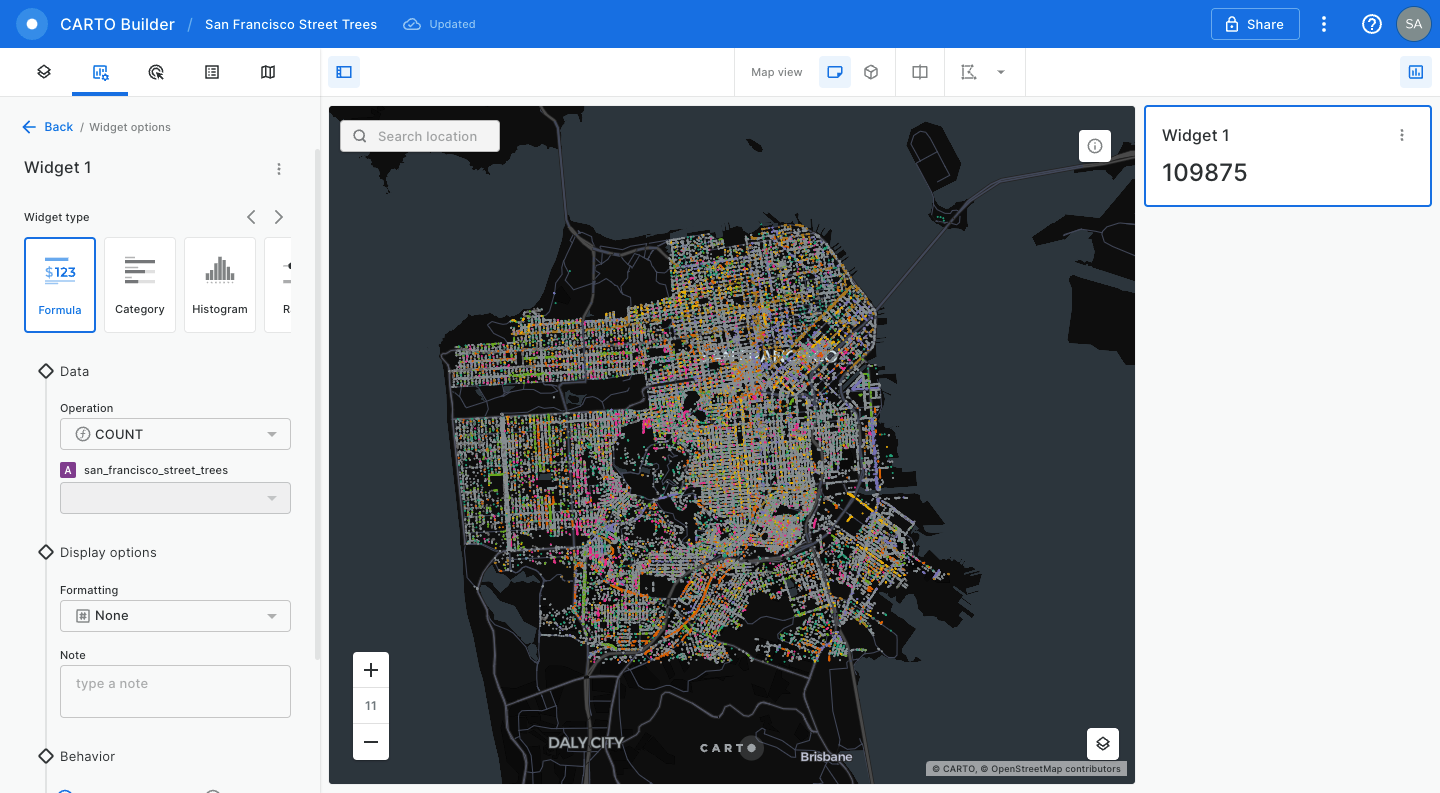 CARTO Builder / San Francisco Street Trees Updated Share SA
Map view
Back / Widget options
Widget 1
Widget type
$123
Formula
Category
Histogram
R
Data
Operation
COUNT
A san_francisco_street_trees
Display options
Formatting
# None
Note
type a note
Behavior
Search location
SAN FRANCISCO
11
DALY CITY
CARTO
Brisbane
© CARTO, © OpenStreetMap contributors
Widget 1
109875